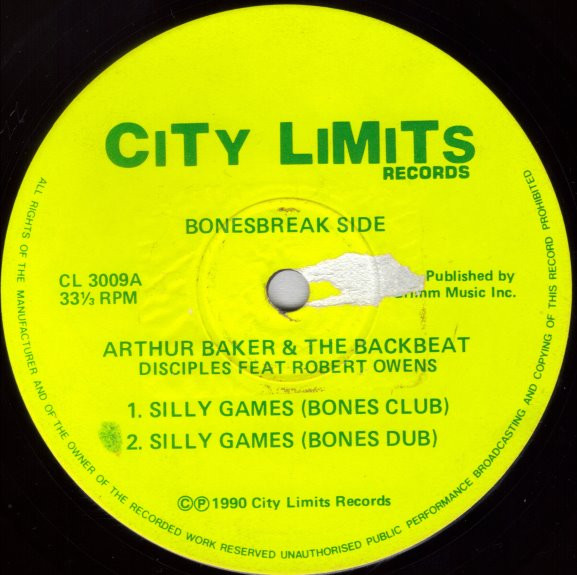 CiTY LiMiTS
RECORDS
BONESBREAK SIDE
CL 3009A
33⅓ RPM
Published by
Music Inc.
ARTHUR BAKER & THE BACKBEAT
DISCIPLES FEAT ROBERT OWENS
1. SILLY GAMES (BONES CLUB)
2. SILLY GAMES (BONES DUB)
©℗1990 City Limits Records
ALL RIGHTS OF THE MANUFACTURER AND OF THE OWNER OF THE RECORDED WORK RESERVED UNAUTHORISED PUBLIC PERFORMANCE BROADCASTING AND COPYING OF THIS RECORD PROHIBITED